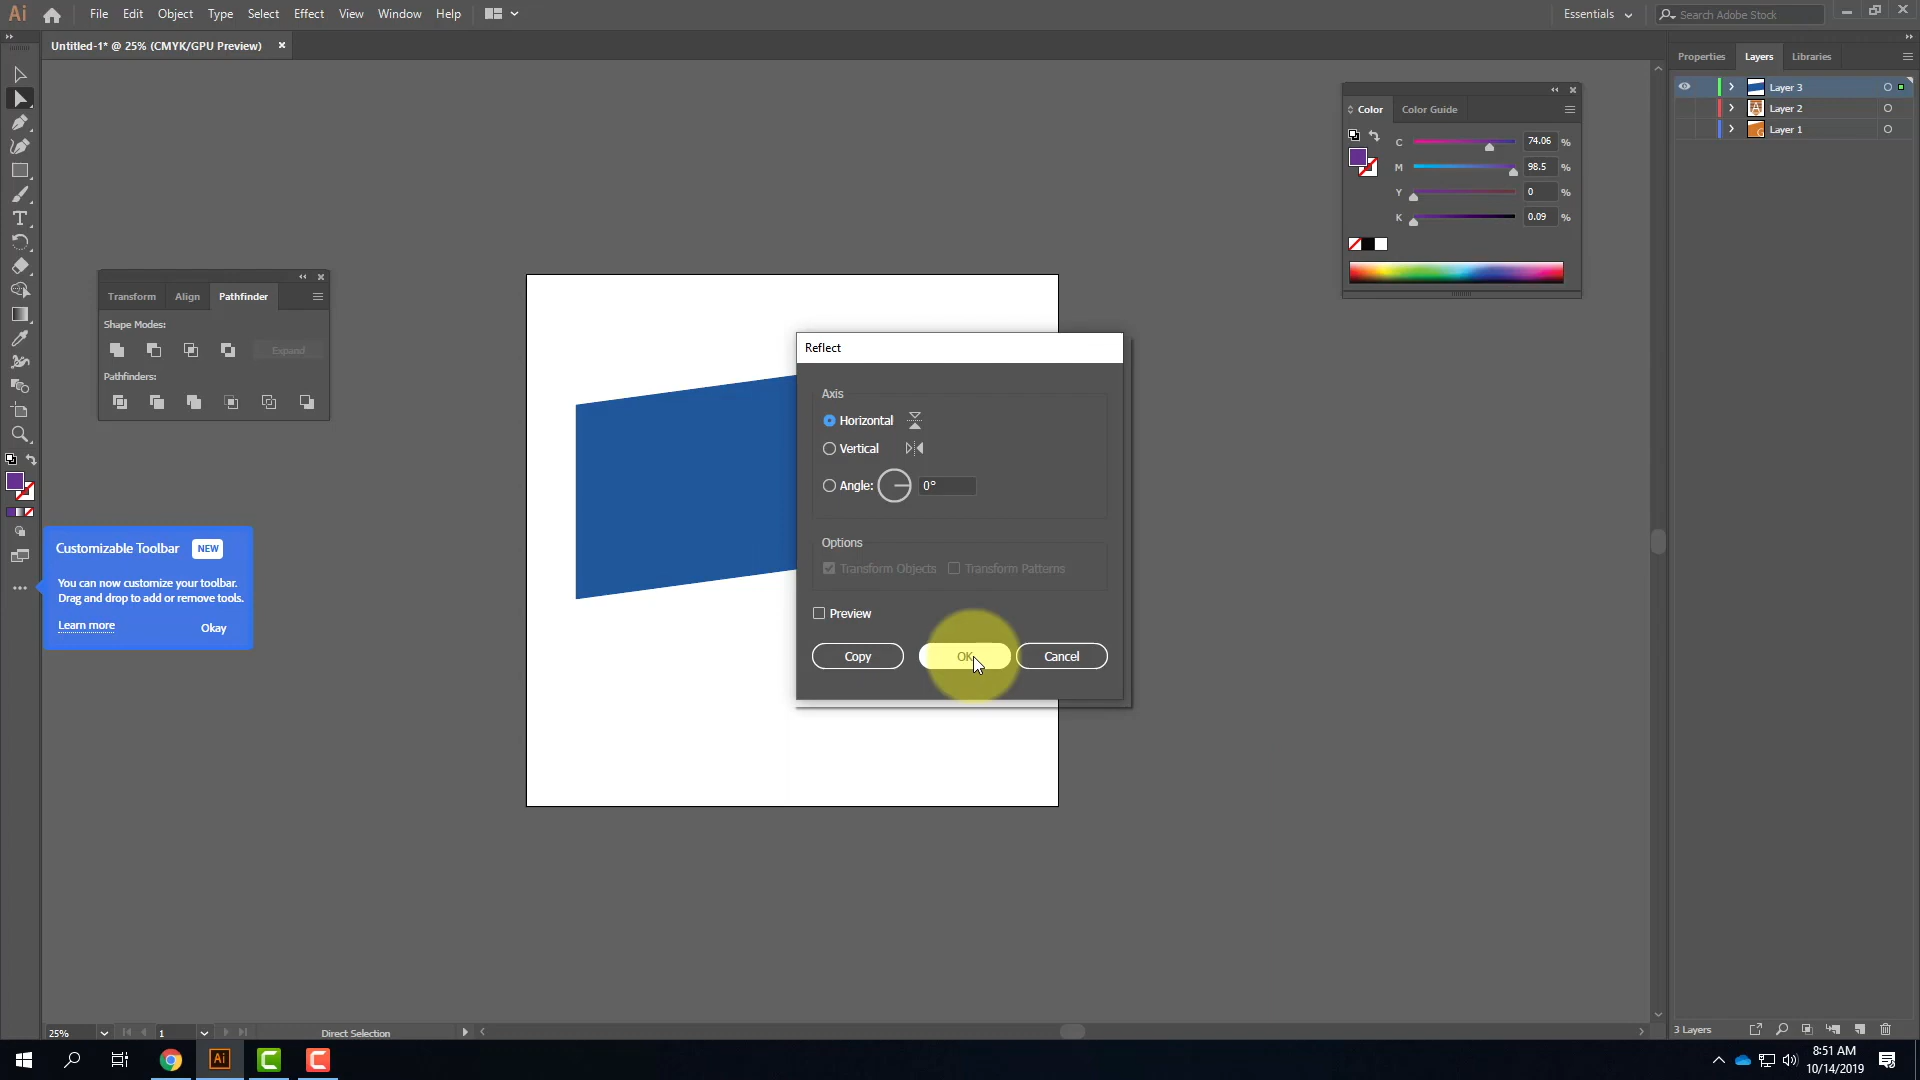 Ai File Edit Object Type Select Effect View Window Help Essentials Search Adobe Stock
Untitled-1* @ 25% (CMYK/GPU Preview) ×
Properties Layers Libraries
Layer 3
Layer 2
Layer 1
Color Color Guide
C 74.06 %
M 98.5 %
Y 0 %
K 0.09 %
Transform Align Pathfinder
Shape Modes:
Expand
Pathfinders:
Reflect
Axis
Horizontal
Vertical
Angle: 0°
Options
Transform Objects Transform Patterns
Preview
Copy OK Cancel
Customizable Toolbar NEW
You can now customize your toolbar.
Drag and drop to add or remove tools.
Learn more Okay
25% 1 Direct Selection
3 Layers
Ai
8:51 AM
10/14/2019